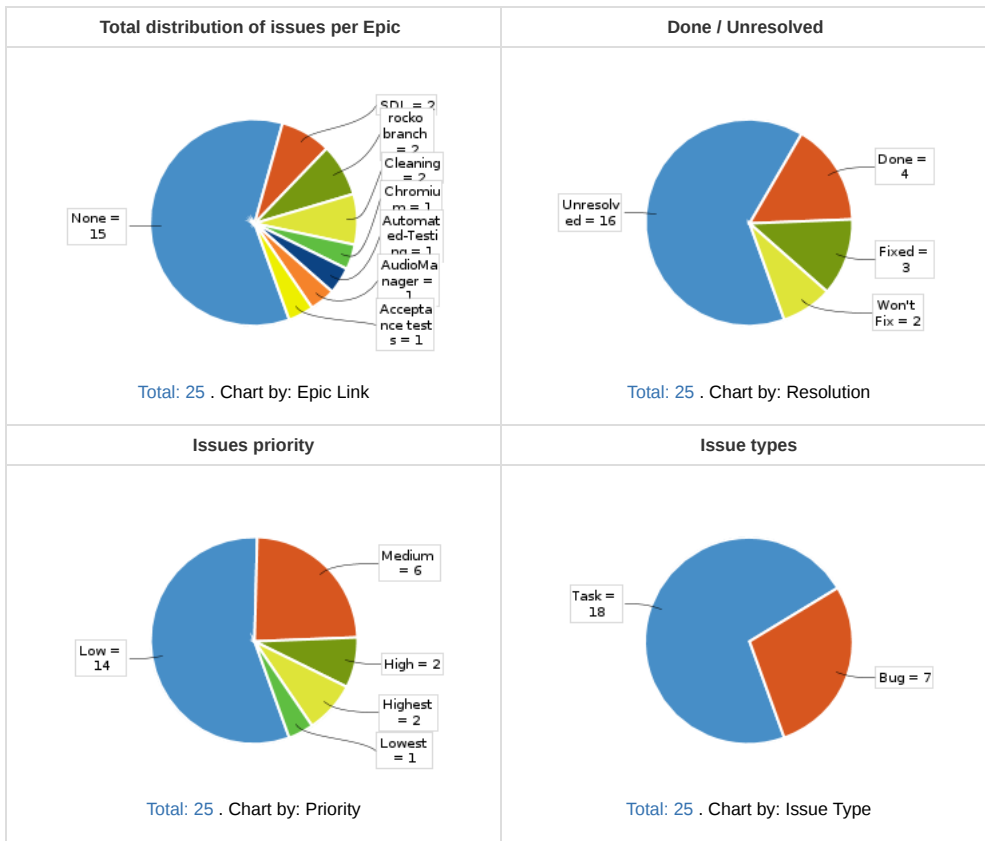 Total distribution of issues per Epic
SDL = 2
rocko
branch
= 2
Cleaning
= 2
Chromiu
m = 1
Automat
ed-Testi
ng = 1
AudioMa
nager =
1
Accepta
nce test
s = 1
None =
15
Total: 25 . Chart by: Epic Link
Done / Unresolved
Done =
4
Unresolv
ed = 16
Fixed =
3
Won't
Fix = 2
Total: 25 . Chart by: Resolution
Issues priority
Medium
= 6
Low =
14
High = 2
Highest
= 2
Lowest
= 1
Total: 25 . Chart by: Priority
Issue types
Task =
18
Bug = 7
Total: 25 . Chart by: Issue Type